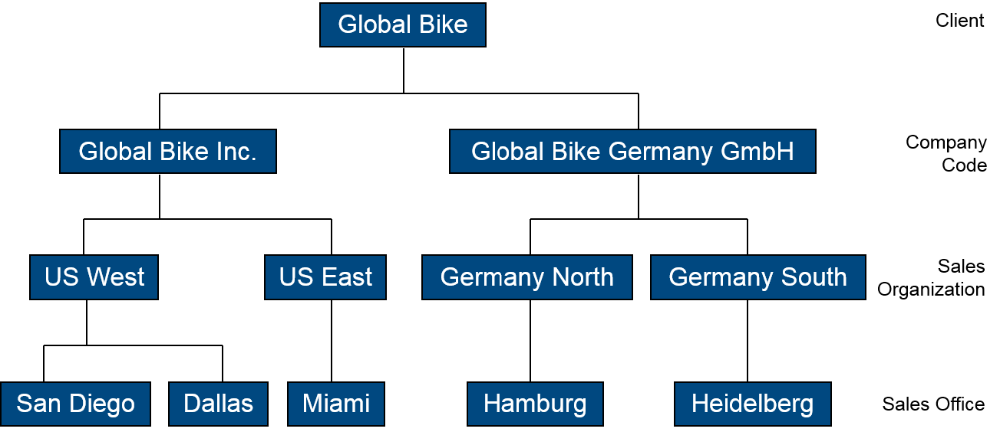 Global Bike
Client
Global Bike Inc.
Global Bike Germany GmbH
Company
Code
US West
US East
Germany North
Germany South
Sales
Organization
San Diego
Dallas
Miami
Hamburg
Heidelberg
Sales Office